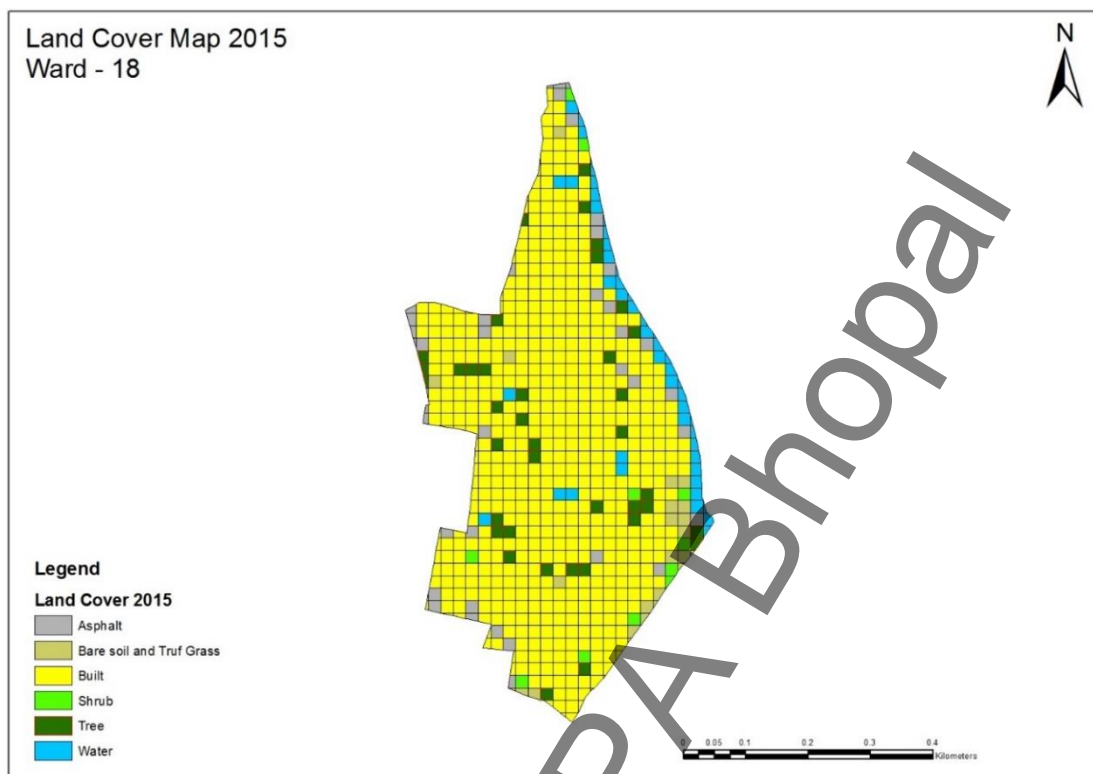 Land Cover Map 2015
Ward - 18
N
PA Bhopal
Legend
Land Cover 2015
Asphalt
Bare soil and Truf Grass
Built
Shrub
Tree
Water
0 0.05 0.1 0.2 0.3 0.4
Kilometers